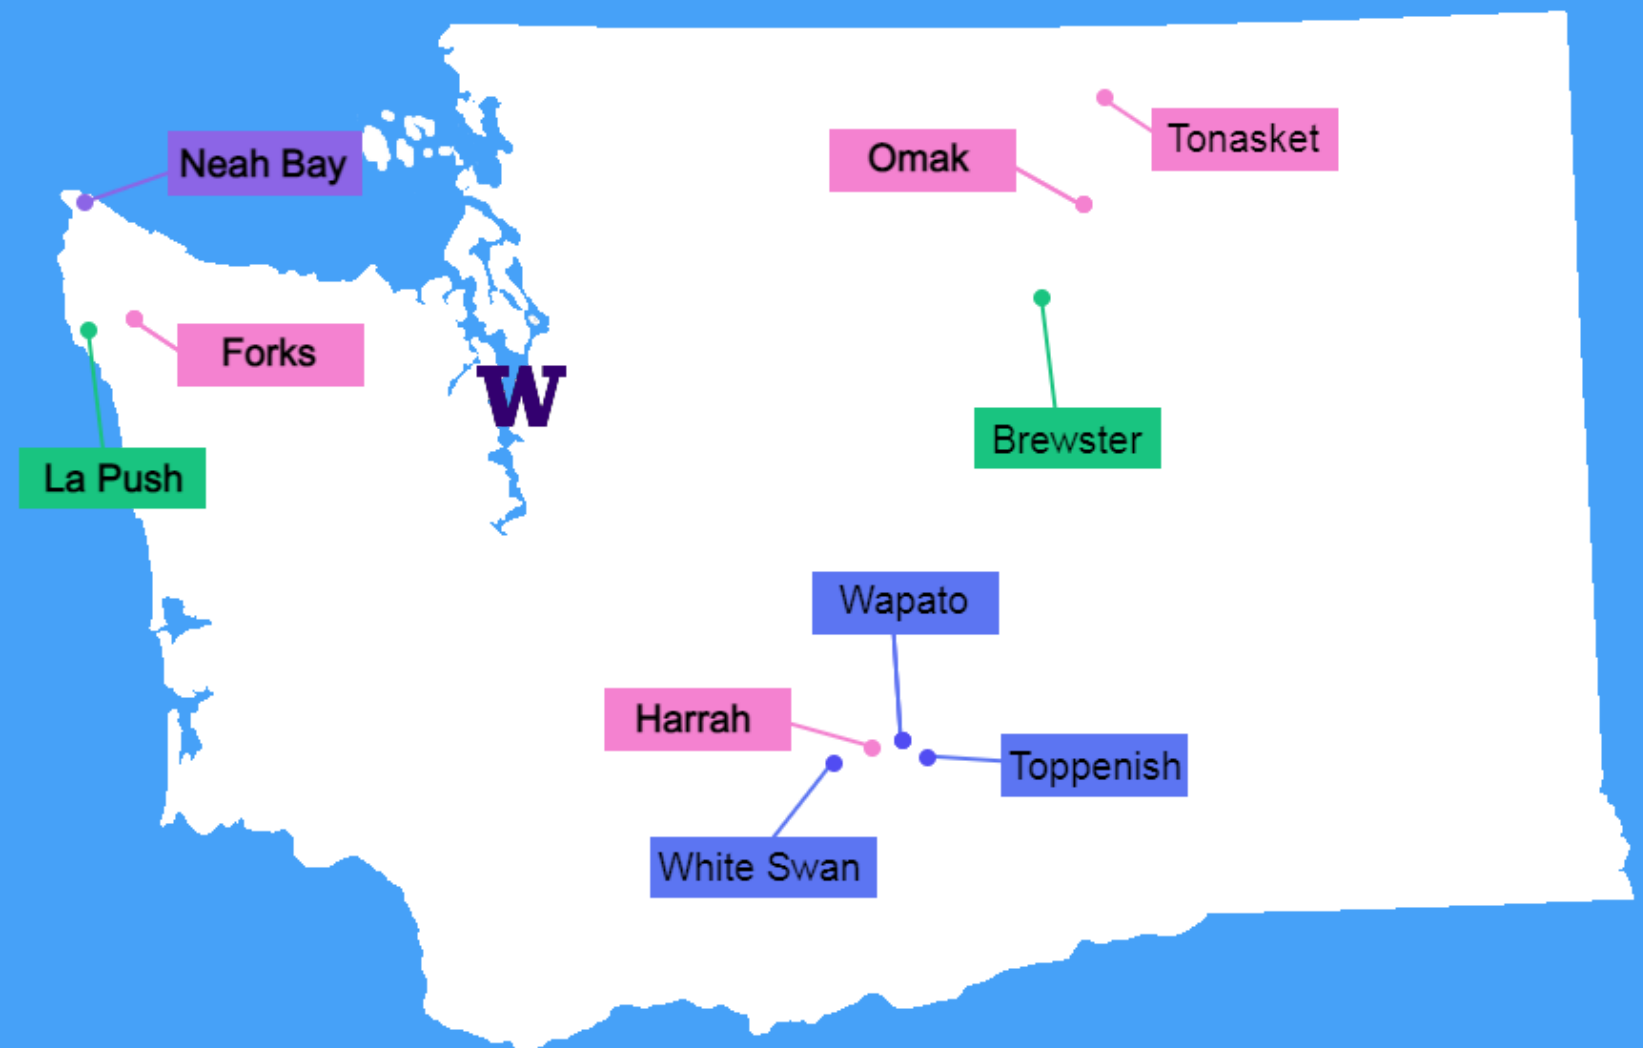 Tonasket
Omak
Neah Bay
Forks
W
Brewster
La Push
Wapato
Harrah
Toppenish
White Swan